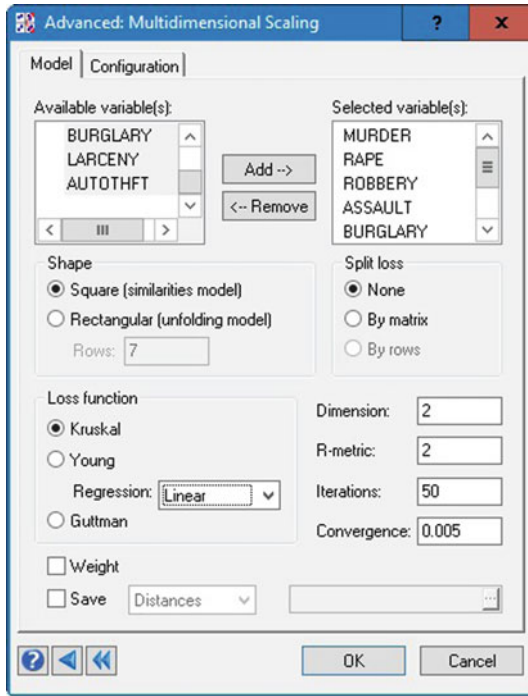 Advanced: Multidimensional Scaling ? x
Model Configuration
Available variable(s):
BURGLARY
LARCENY
AUTOTHFT
Add -->
<-- Remove
Selected variable(s):
MURDER
RAPE
ROBBERY
ASSAULT
BURGLARY
Shape
Square (similarities model)
Rectangular (unfolding model)
Rows: 7
Split loss
None
By matrix
By rows
Loss function
Kruskal
Young
Regression: Linear
Guttman
Dimension: 2
R-metric: 2
Iterations: 50
Convergence: 0.005
Weight
Save Distances ...
? OK Cancel